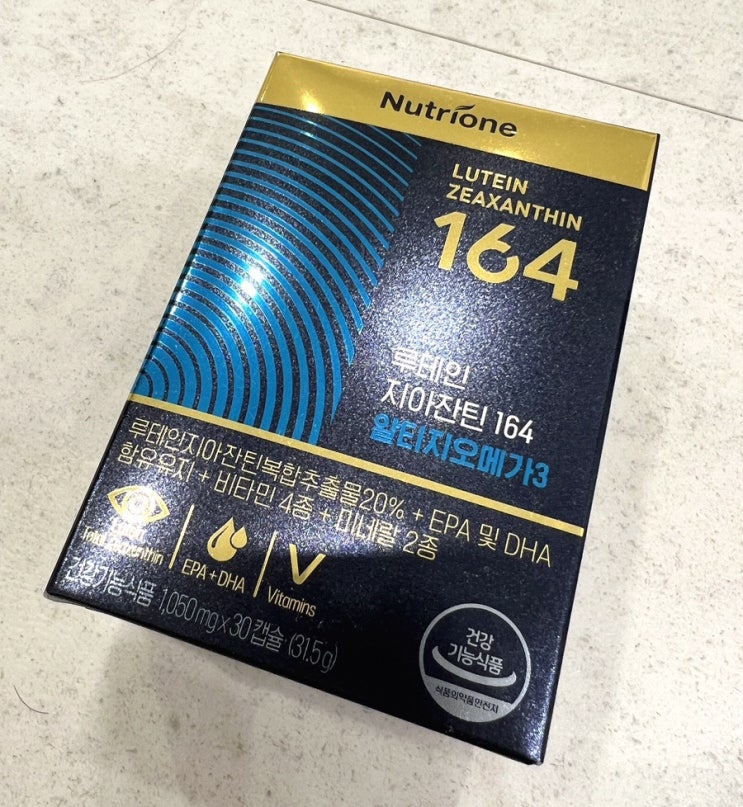 Nutrione
LUTEIN
ZEAXANTHIN
164
루테인
지아잔틴 164
알티지오메가3
루테인지아잔틴복합추출물20% + EPA 및 DHA
함유유지 + 비타민 4종 + 미네랄 2종
EPA+DHA
Vitamins
건강기능식품 1,050mg x 30캡슐 (31.5g)
건강
기능식품
식품의약품안전처